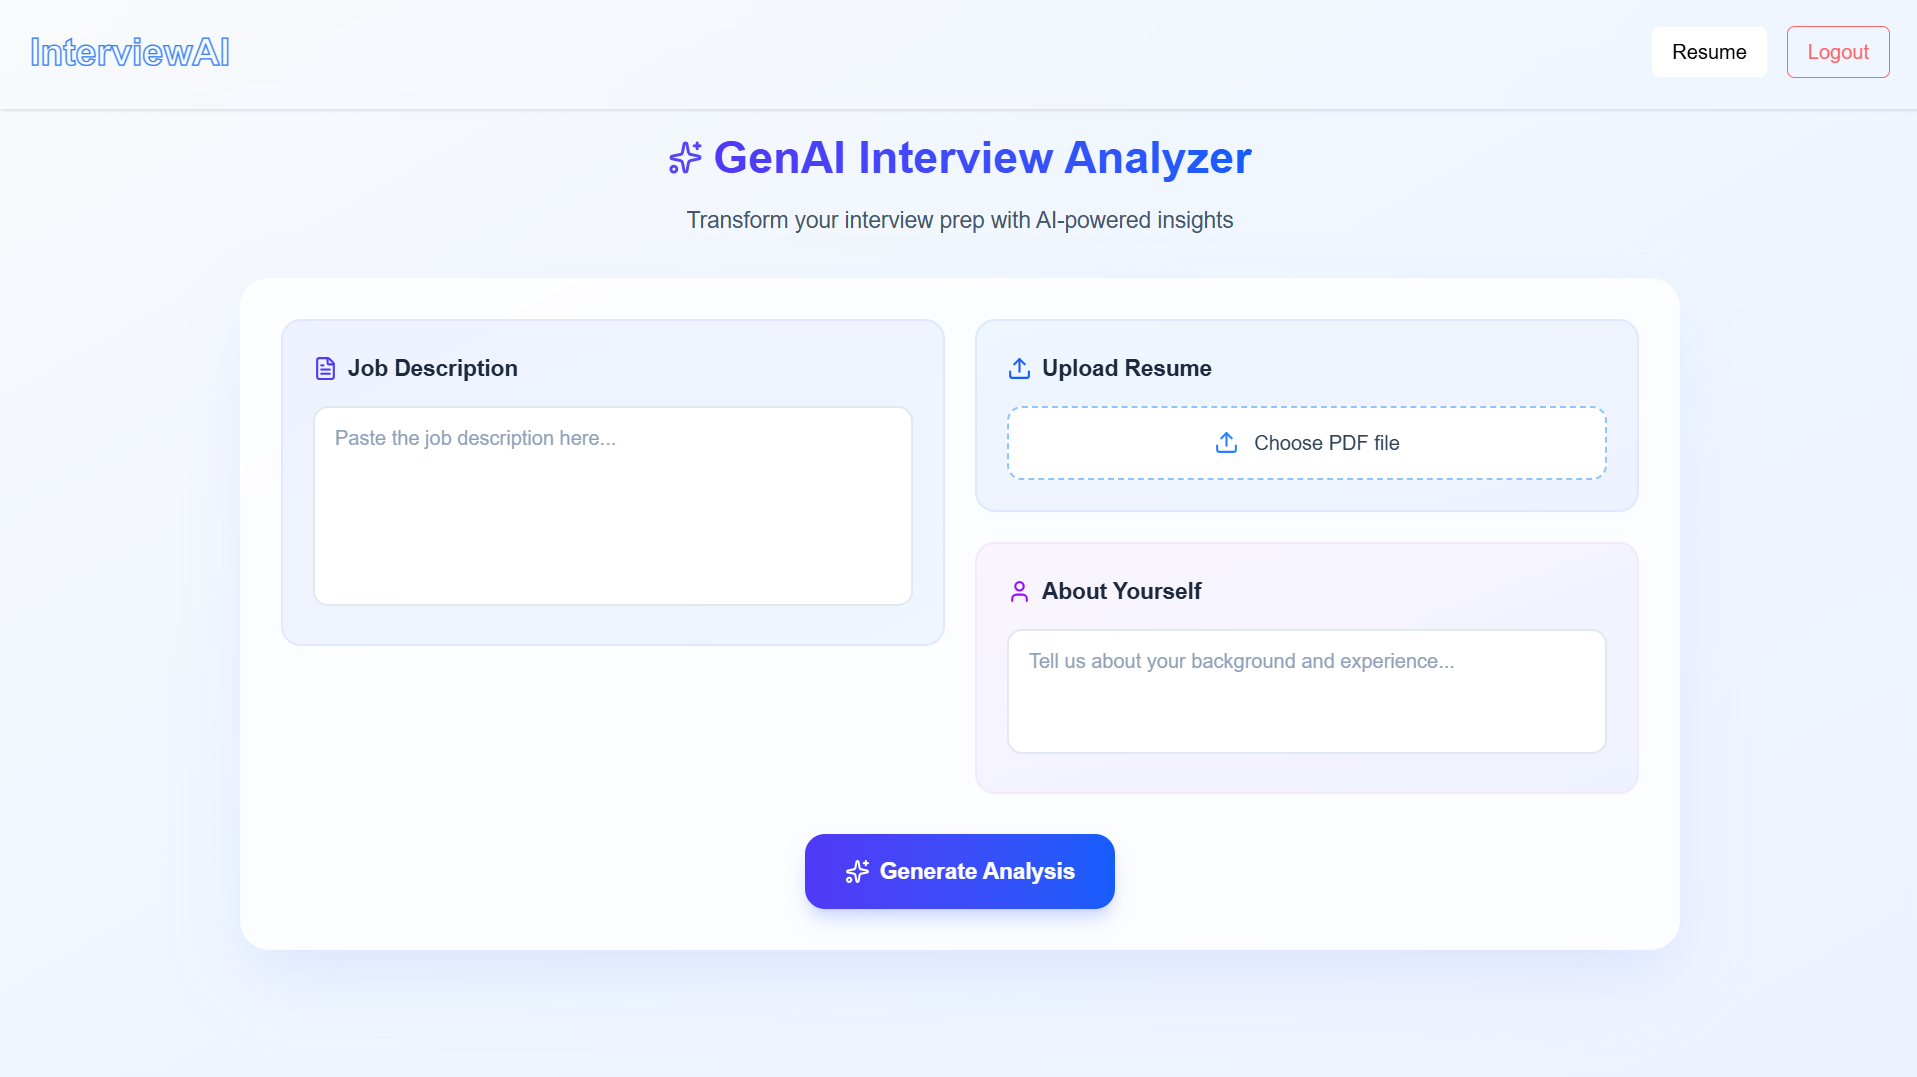 InterviewAI
Resume
Logout
GenAI Interview Analyzer
Transform your interview prep with AI-powered insights
Job Description
Paste the job description here...
Upload Resume
Choose PDF file
About Yourself
Tell us about your background and experience...
Generate Analysis